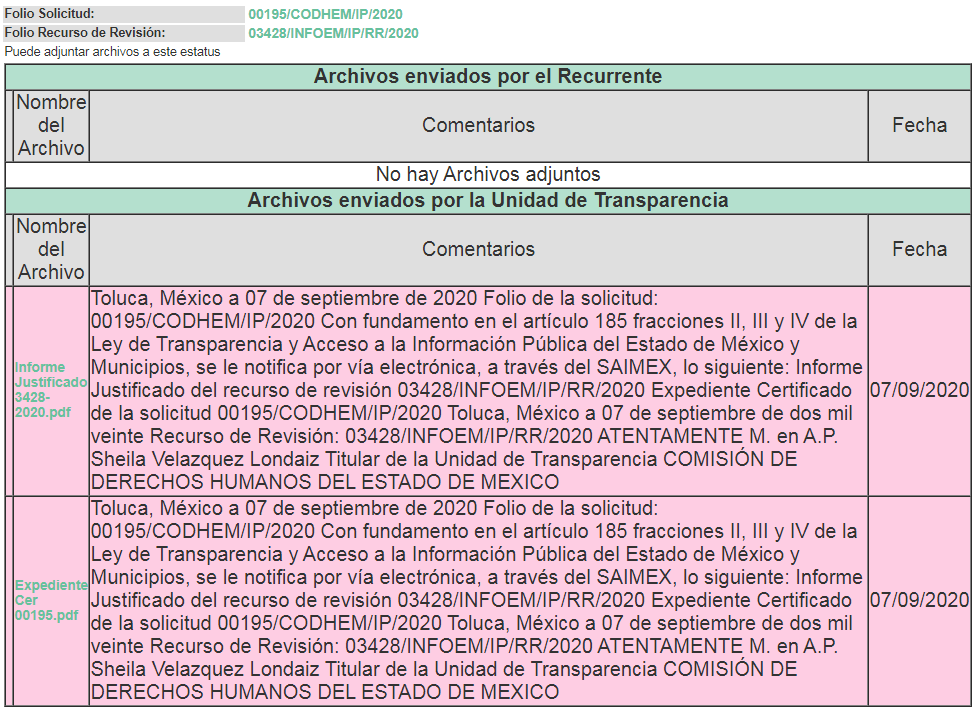 Folio Solicitud: 00195/CODHEM/IP/2020
Folio Recurso de Revisión: 03428/INFOEM/IP/RR/2020
Puede adjuntar archivos a este estatus
Archivos enviados por el Recurrente
Nombre
del
Archivo
Comentarios
Fecha
No hay Archivos adjuntos
Archivos enviados por la Unidad de Transparencia
Nombre
del
Archivo
Comentarios
Fecha
Informe
Justificado
3428-
2020.pdf
Toluca, México a 07 de septiembre de 2020 Folio de la solicitud:
00195/CODHEM/IP/2020 Con fundamento en el artículo 185 fracciones II, III y IV de la
Ley de Transparencia y Acceso a la Información Pública del Estado de México y
Municipios, se le notifica por vía electrónica, a través del SAIMEX, lo siguiente: Informe
Justificado del recurso de revisión 03428/INFOEM/IP/RR/2020 Expediente Certificado
de la solicitud 00195/CODHEM/IP/2020 Toluca, México a 07 de septiembre de dos mil
veinte Recurso de Revisión: 03428/INFOEM/IP/RR/2020 ATENTAMENTE M. en A.P.
Sheila Velazquez Londaiz Titular de la Unidad de Transparencia COMISIÓN DE
DERECHOS HUMANOS DEL ESTADO DE MEXICO
07/09/2020
Expediente
Cer
00195.pdf
Toluca, México a 07 de septiembre de 2020 Folio de la solicitud:
00195/CODHEM/IP/2020 Con fundamento en el artículo 185 fracciones II, III y IV de la
Ley de Transparencia y Acceso a la Información Pública del Estado de México y
Municipios, se le notifica por vía electrónica, a través del SAIMEX, lo siguiente: Informe
Justificado del recurso de revisión 03428/INFOEM/IP/RR/2020 Expediente Certificado
de la solicitud 00195/CODHEM/IP/2020 Toluca, México a 07 de septiembre de dos mil
veinte Recurso de Revisión: 03428/INFOEM/IP/RR/2020 ATENTAMENTE M. en A.P.
Sheila Velazquez Londaiz Titular de la Unidad de Transparencia COMISIÓN DE
DERECHOS HUMANOS DEL ESTADO DE MEXICO
07/09/2020